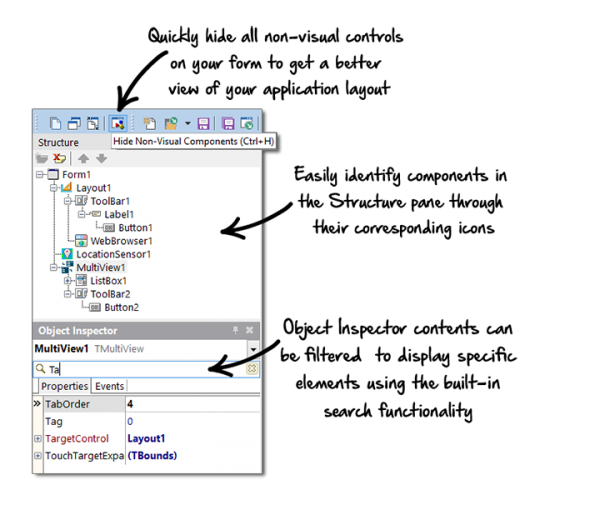 Quickly hide all non-visual controls
on your form to get a better
view of your application layout
Structure
Hide Non-Visual Components (Ctrl+H)
Form1
Layout1
ToolBar1
Label1
Button1
WebBrowser1
LocationSensor1
MultiView1
ListBox1
ToolBar2
Button2
Easily identify components in
the Structure pane through
their corresponding icons
Object Inspector
MultiView1 TMultiView
Ta
Properties Events
TabOrder 4
Tag 0
TargetControl Layout1
TouchTargetExpa (TBounds)
Object Inspector contents can
be filtered to display specific
elements using the built-in
search functionality